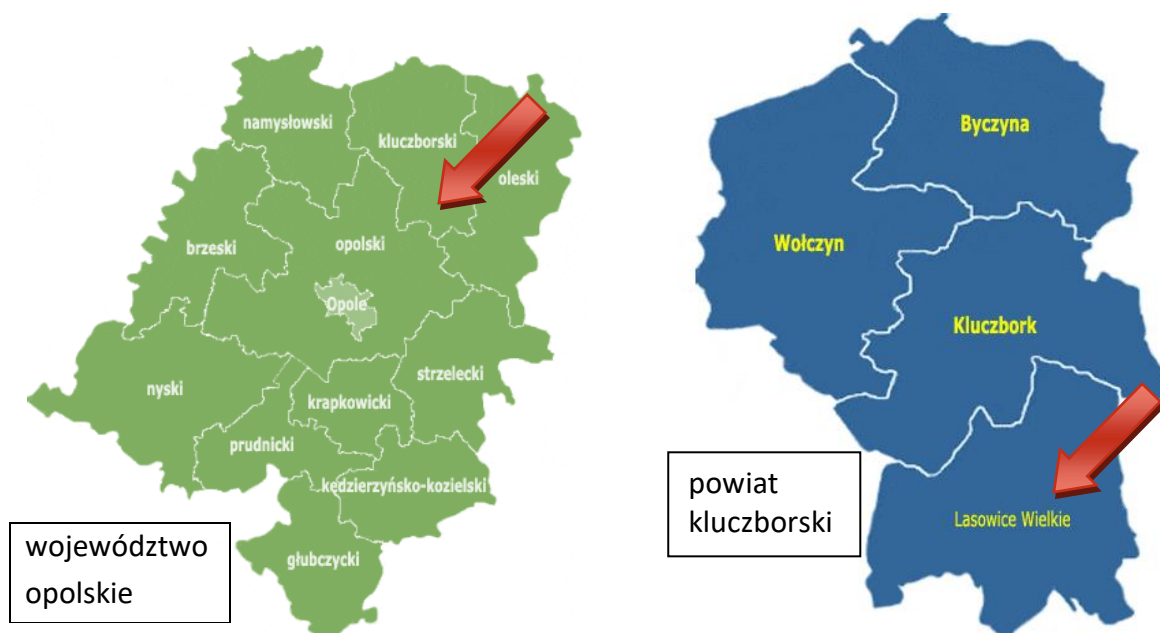 namysłowski
kluczborski
oleski
brzeski
opolski
Opole
nyski
strzelecki
krapkowicki
prudnicki
kędzierzyńsko-kozielski
głubczycki
województwo
opolskie
Byczyna
Wołczyn
Kluczbork
Lasowice Wielkie
powiat
kluczborski